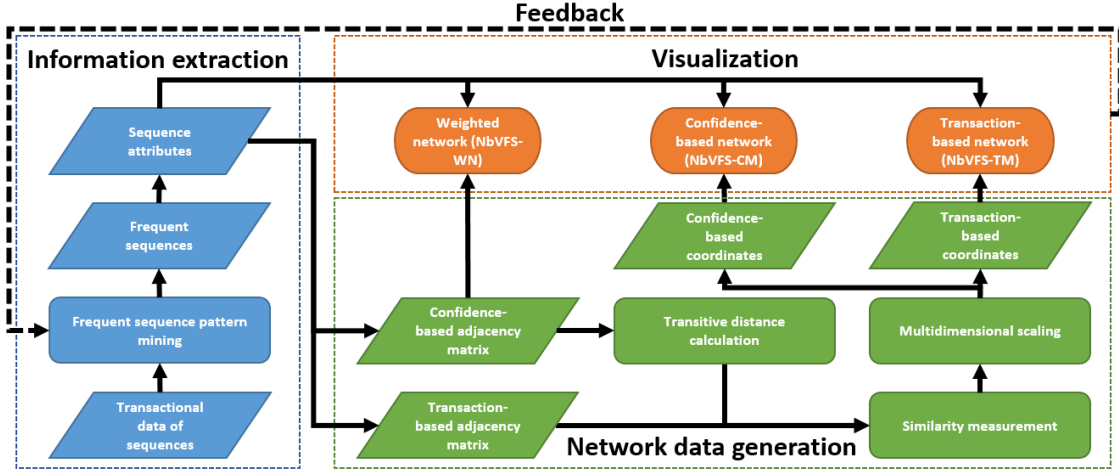 Feedback
Information extraction
Visualization
Sequence
attributes
Weighted
network (NbVFS-
WN)
Confidence-
based network
(NbVFS-CM)
Transaction-
based network
(NbVFS-TM)
Frequent
sequences
Confidence-
based
coordinates
Transaction-
based
coordinates
Frequent sequence pattern
mining
Confidence-
based adjacency
matrix
Transitive distance
calculation
Multidimensional scaling
Transactional
data of
sequences
Transaction-
based adjacency
matrix
Similarity measurement
Network data generation